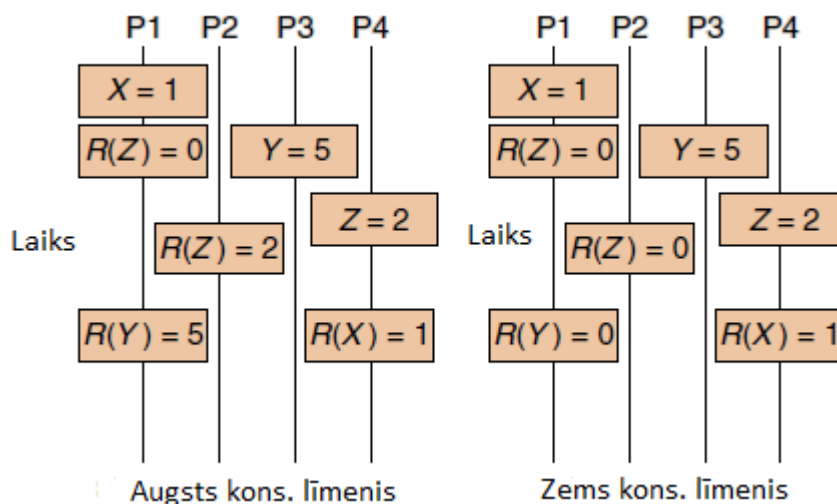 P1 P2 P3 P4
X = 1
R(Z) = 0
Y = 5
Z = 2
Laiks
R(Z) = 2
R(Y) = 5
R(X) = 1
Augsts kons. līmenis
P1 P2 P3 P4
X = 1
R(Z) = 0
Y = 5
Z = 2
Laiks
R(Z) = 0
R(Y) = 0
R(X) = 1
Zems kons. līmenis